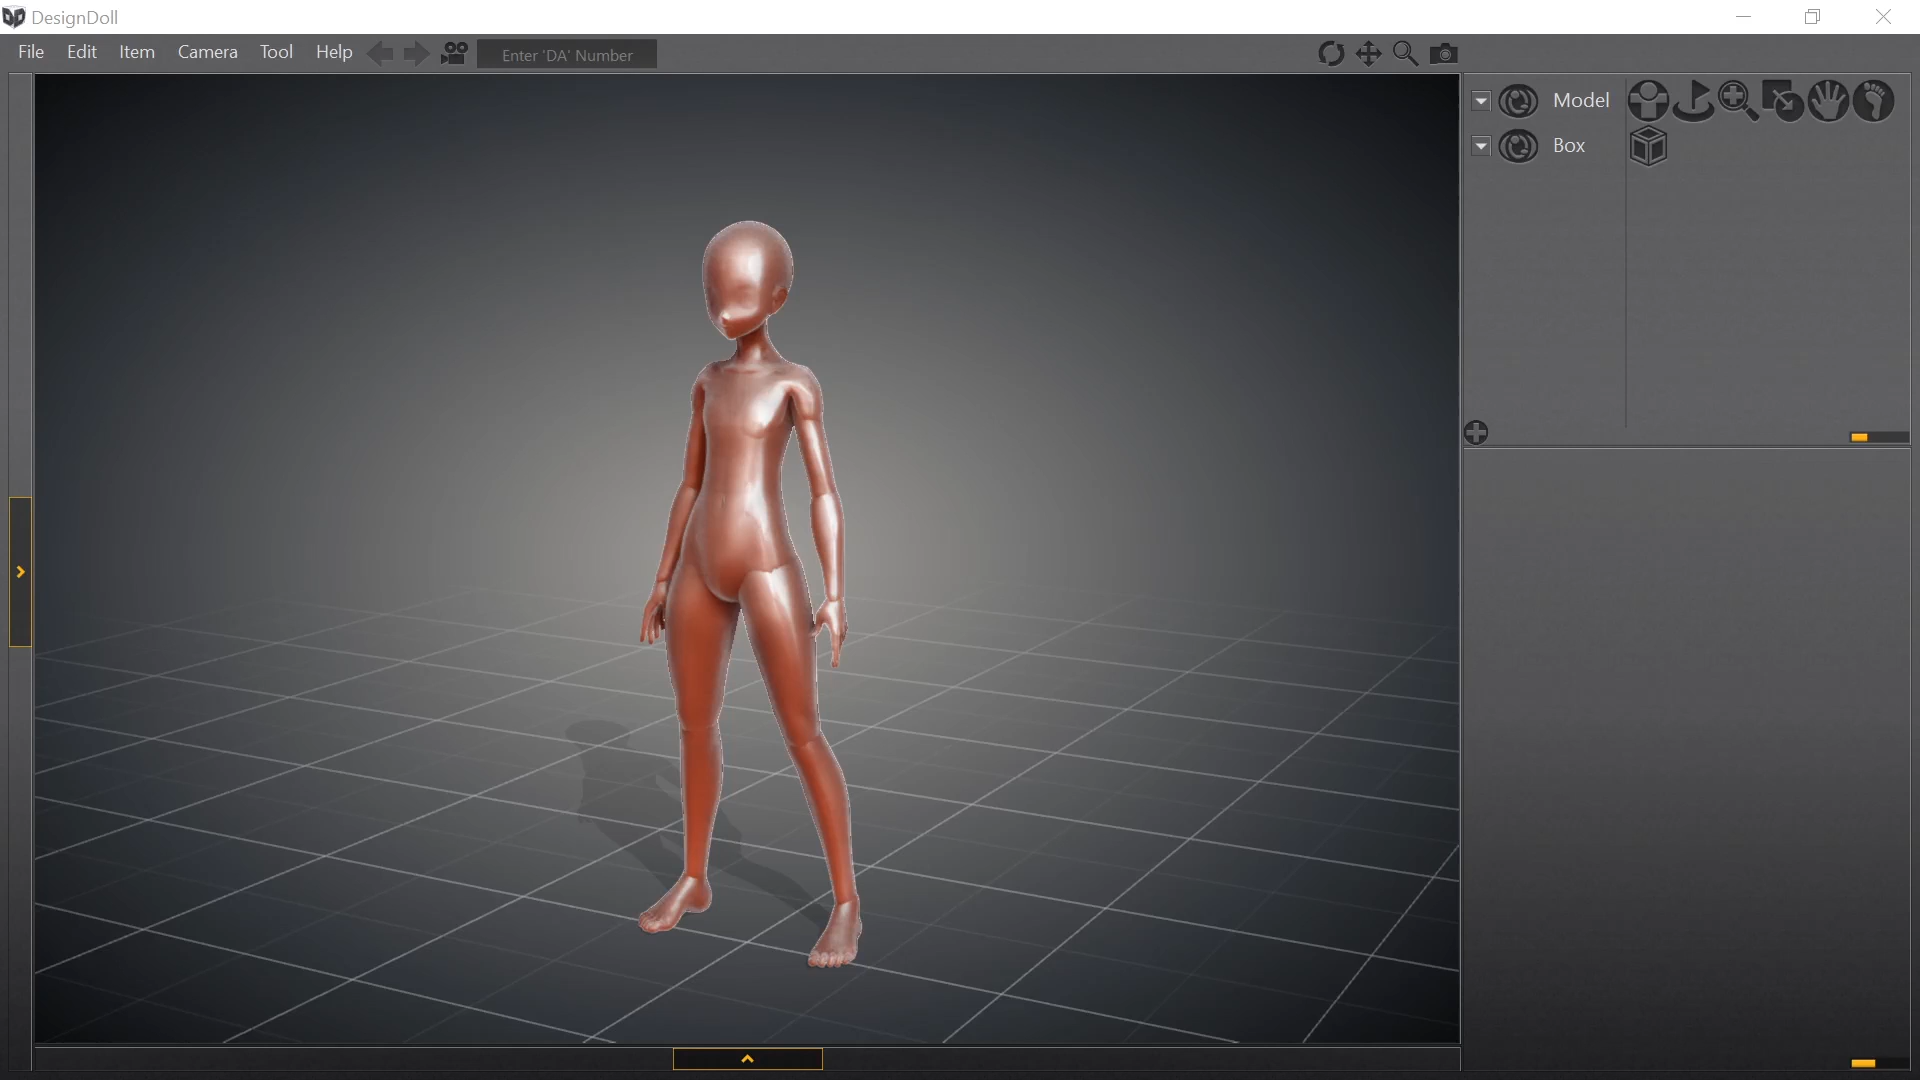 DesignDoll
File Edit Item Camera Tool Help Enter 'DA' Number
Model
Box